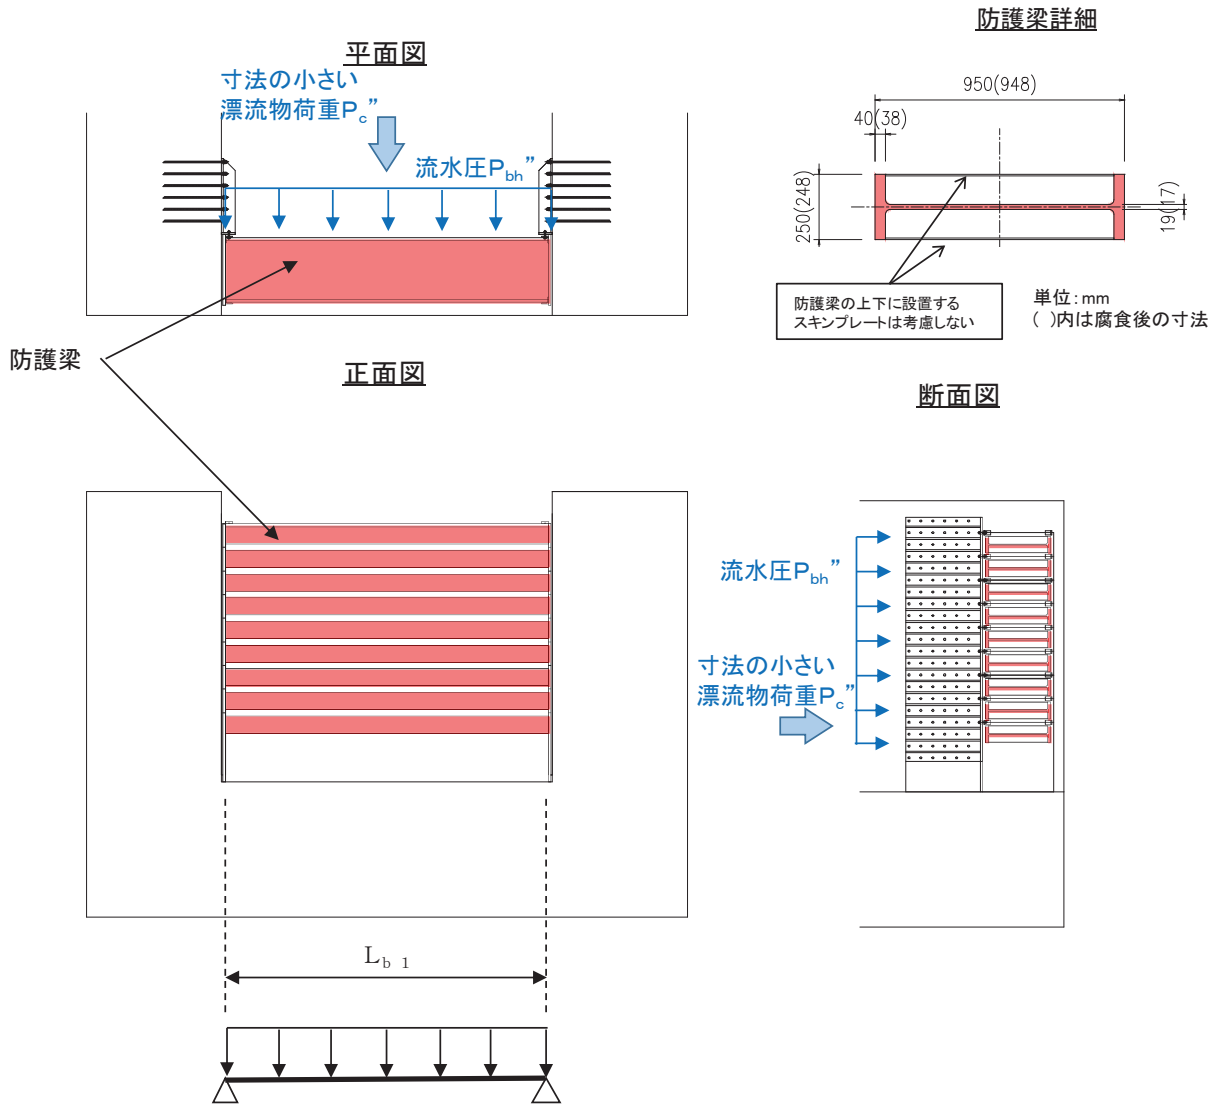 防護梁詳細
平面図
寸法の小さい
漂流物荷重Pc”
流水圧Pbh”
950(948)
40(38)
250(248)
19(17)
防護梁の上下に設置する
スキンプレートは考慮しない
単位:mm
( )内は腐食後の寸法
防護梁
正面図
断面図
流水圧Pbh”
寸法の小さい
漂流物荷重Pc”
Lb 1